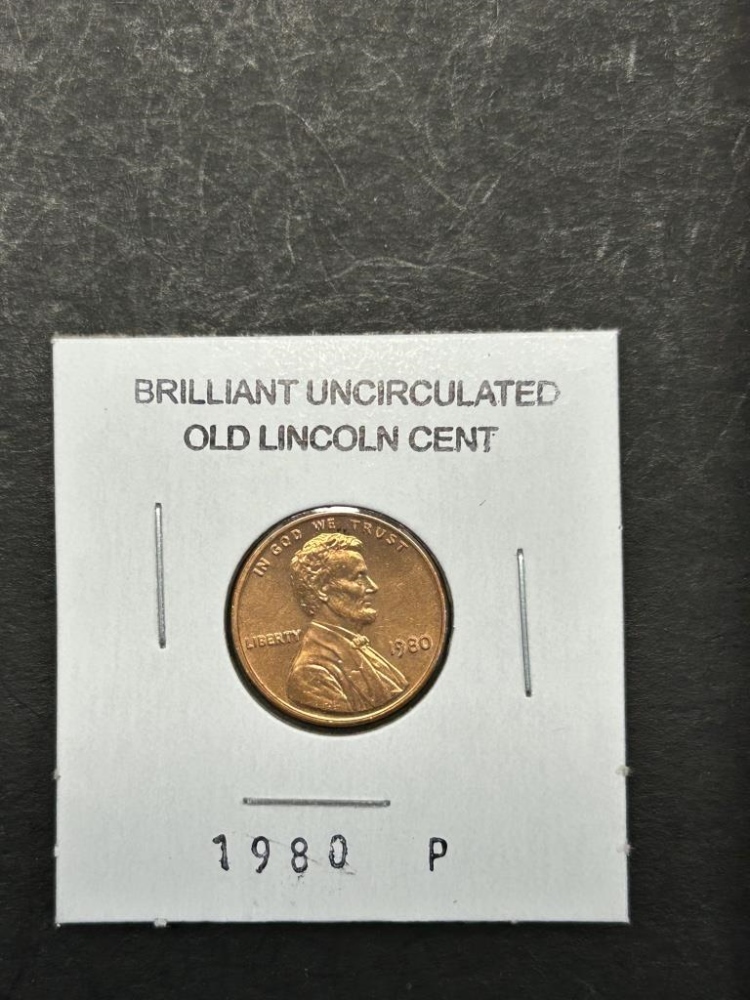 BRILLIANT UNCIRCULATED
OLD LINCOLN CENT
IN GOD WE TRUST
LIBERTY 1980
1980 P